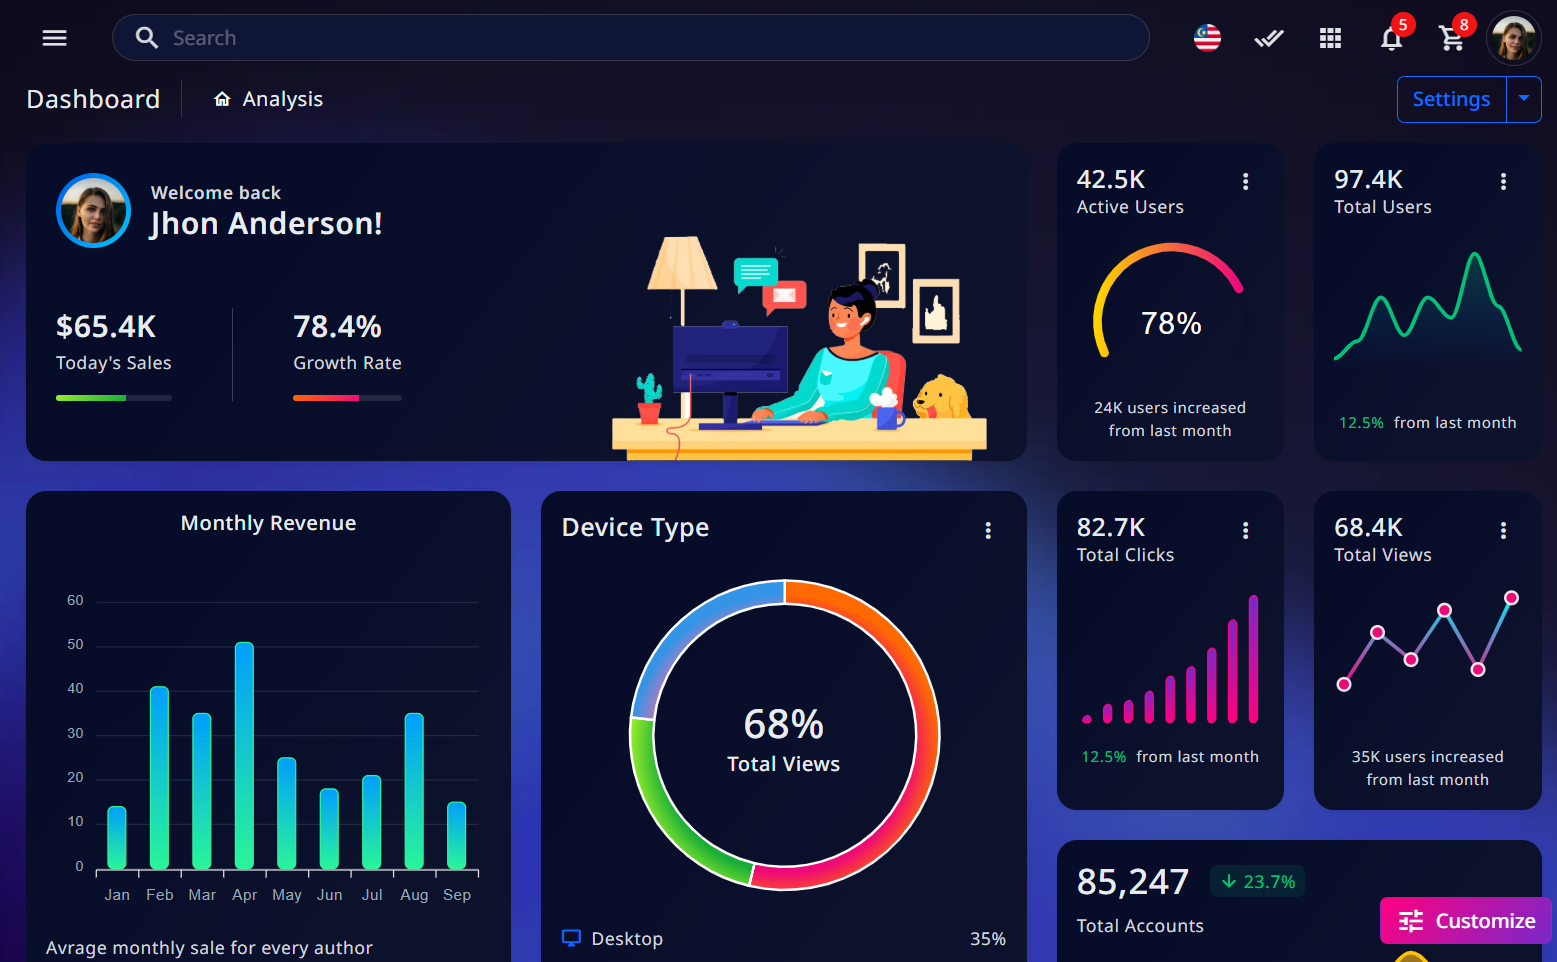 Search
5
8
Dashboard
Analysis
Settings
Welcome back
Jhon Anderson!
$65.4K
Today's Sales
78.4%
Growth Rate
42.5K
Active Users
78%
24K users increased
from last month
97.4K
Total Users
12.5% from last month
Monthly Revenue
60
50
40
30
20
10
0
Jan Feb Mar Apr May Jun Jul Aug Sep
Avrage monthly sale for every author
Device Type
68%
Total Views
Desktop 35%
82.7K
Total Clicks
12.5% from last month
68.4K
Total Views
35K users increased
from last month
85,247 23.7%
Total Accounts
Customize